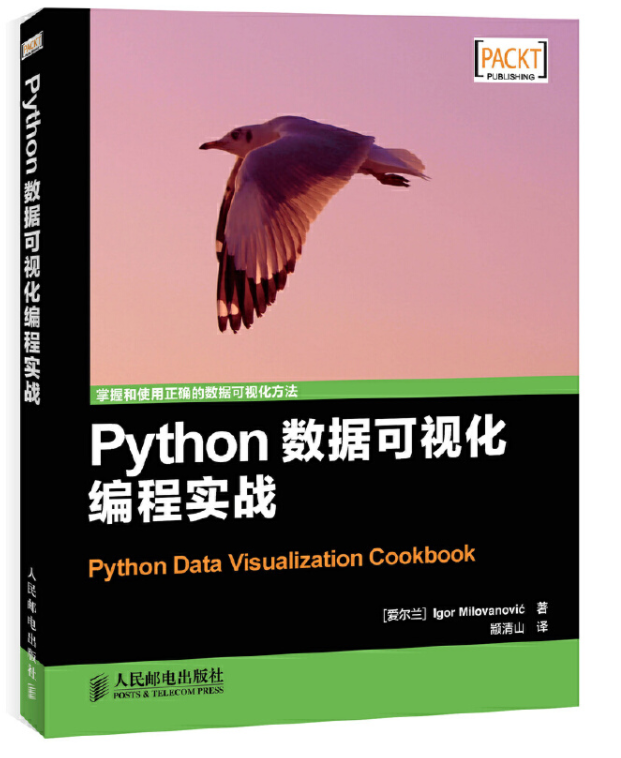 PACKT
PUBLISHING
PACKT
Python 数据可视化编程实战
人民邮电出版社
掌握和使用正确的数据可视化方法
Python 数据可视化
编程实战
Python Data Visualization Cookbook
[爱尔兰] Igor Milovanović 著
颛清山 译
人民邮电出版社
POSTS & TELECOM PRESS